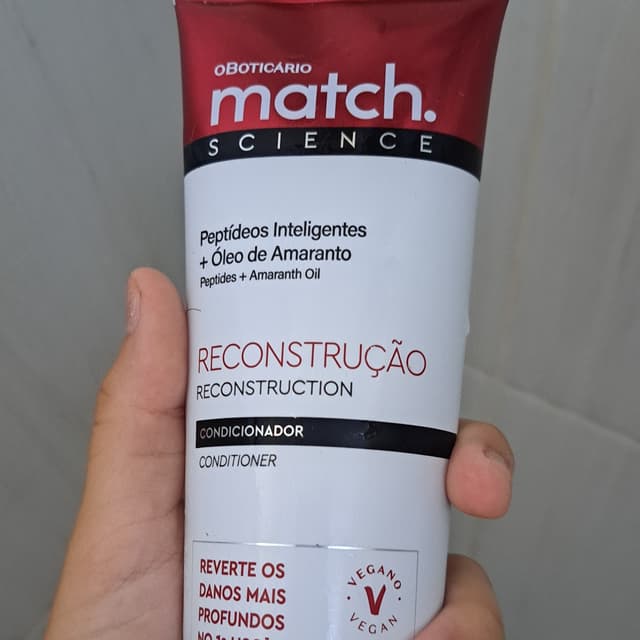 oBOTICÁRIO
match.
SCIENCE
Peptídeos Inteligentes
+ Óleo de Amaranto
Peptides + Amaranth Oil
RECONSTRUÇÃO
RECONSTRUCTION
CONDICIONADOR
CONDITIONER
REVERTE OS
DANOS MAIS
PROFUNDOS
VEGANO
V
VEGAN